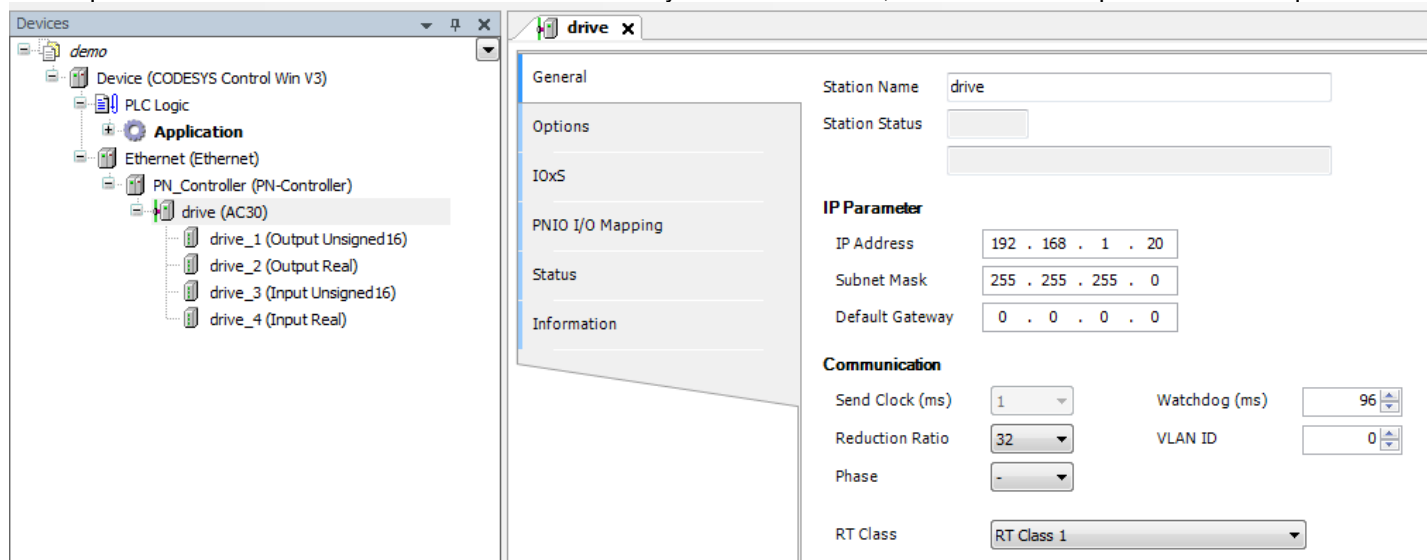 Devices
demo
Device (CODESYS Control Win V3)
PLC Logic
Application
Ethernet (Ethernet)
PN_Controller (PN-Controller)
drive (AC30)
drive_1 (Output Unsigned16)
drive_2 (Output Real)
drive_3 (Input Unsigned16)
drive_4 (Input Real)
drive x
General
Options
IOxS
PNIO I/O Mapping
Status
Information
Station Name drive
Station Status
IP Parameter
IP Address 192 . 168 . 1 . 20
Subnet Mask 255 . 255 . 255 . 0
Default Gateway 0 . 0 . 0 . 0
Communication
Send Clock (ms) 1 Watchdog (ms) 96
Reduction Ratio 32 VLAN ID 0
Phase -
RT Class RT Class 1